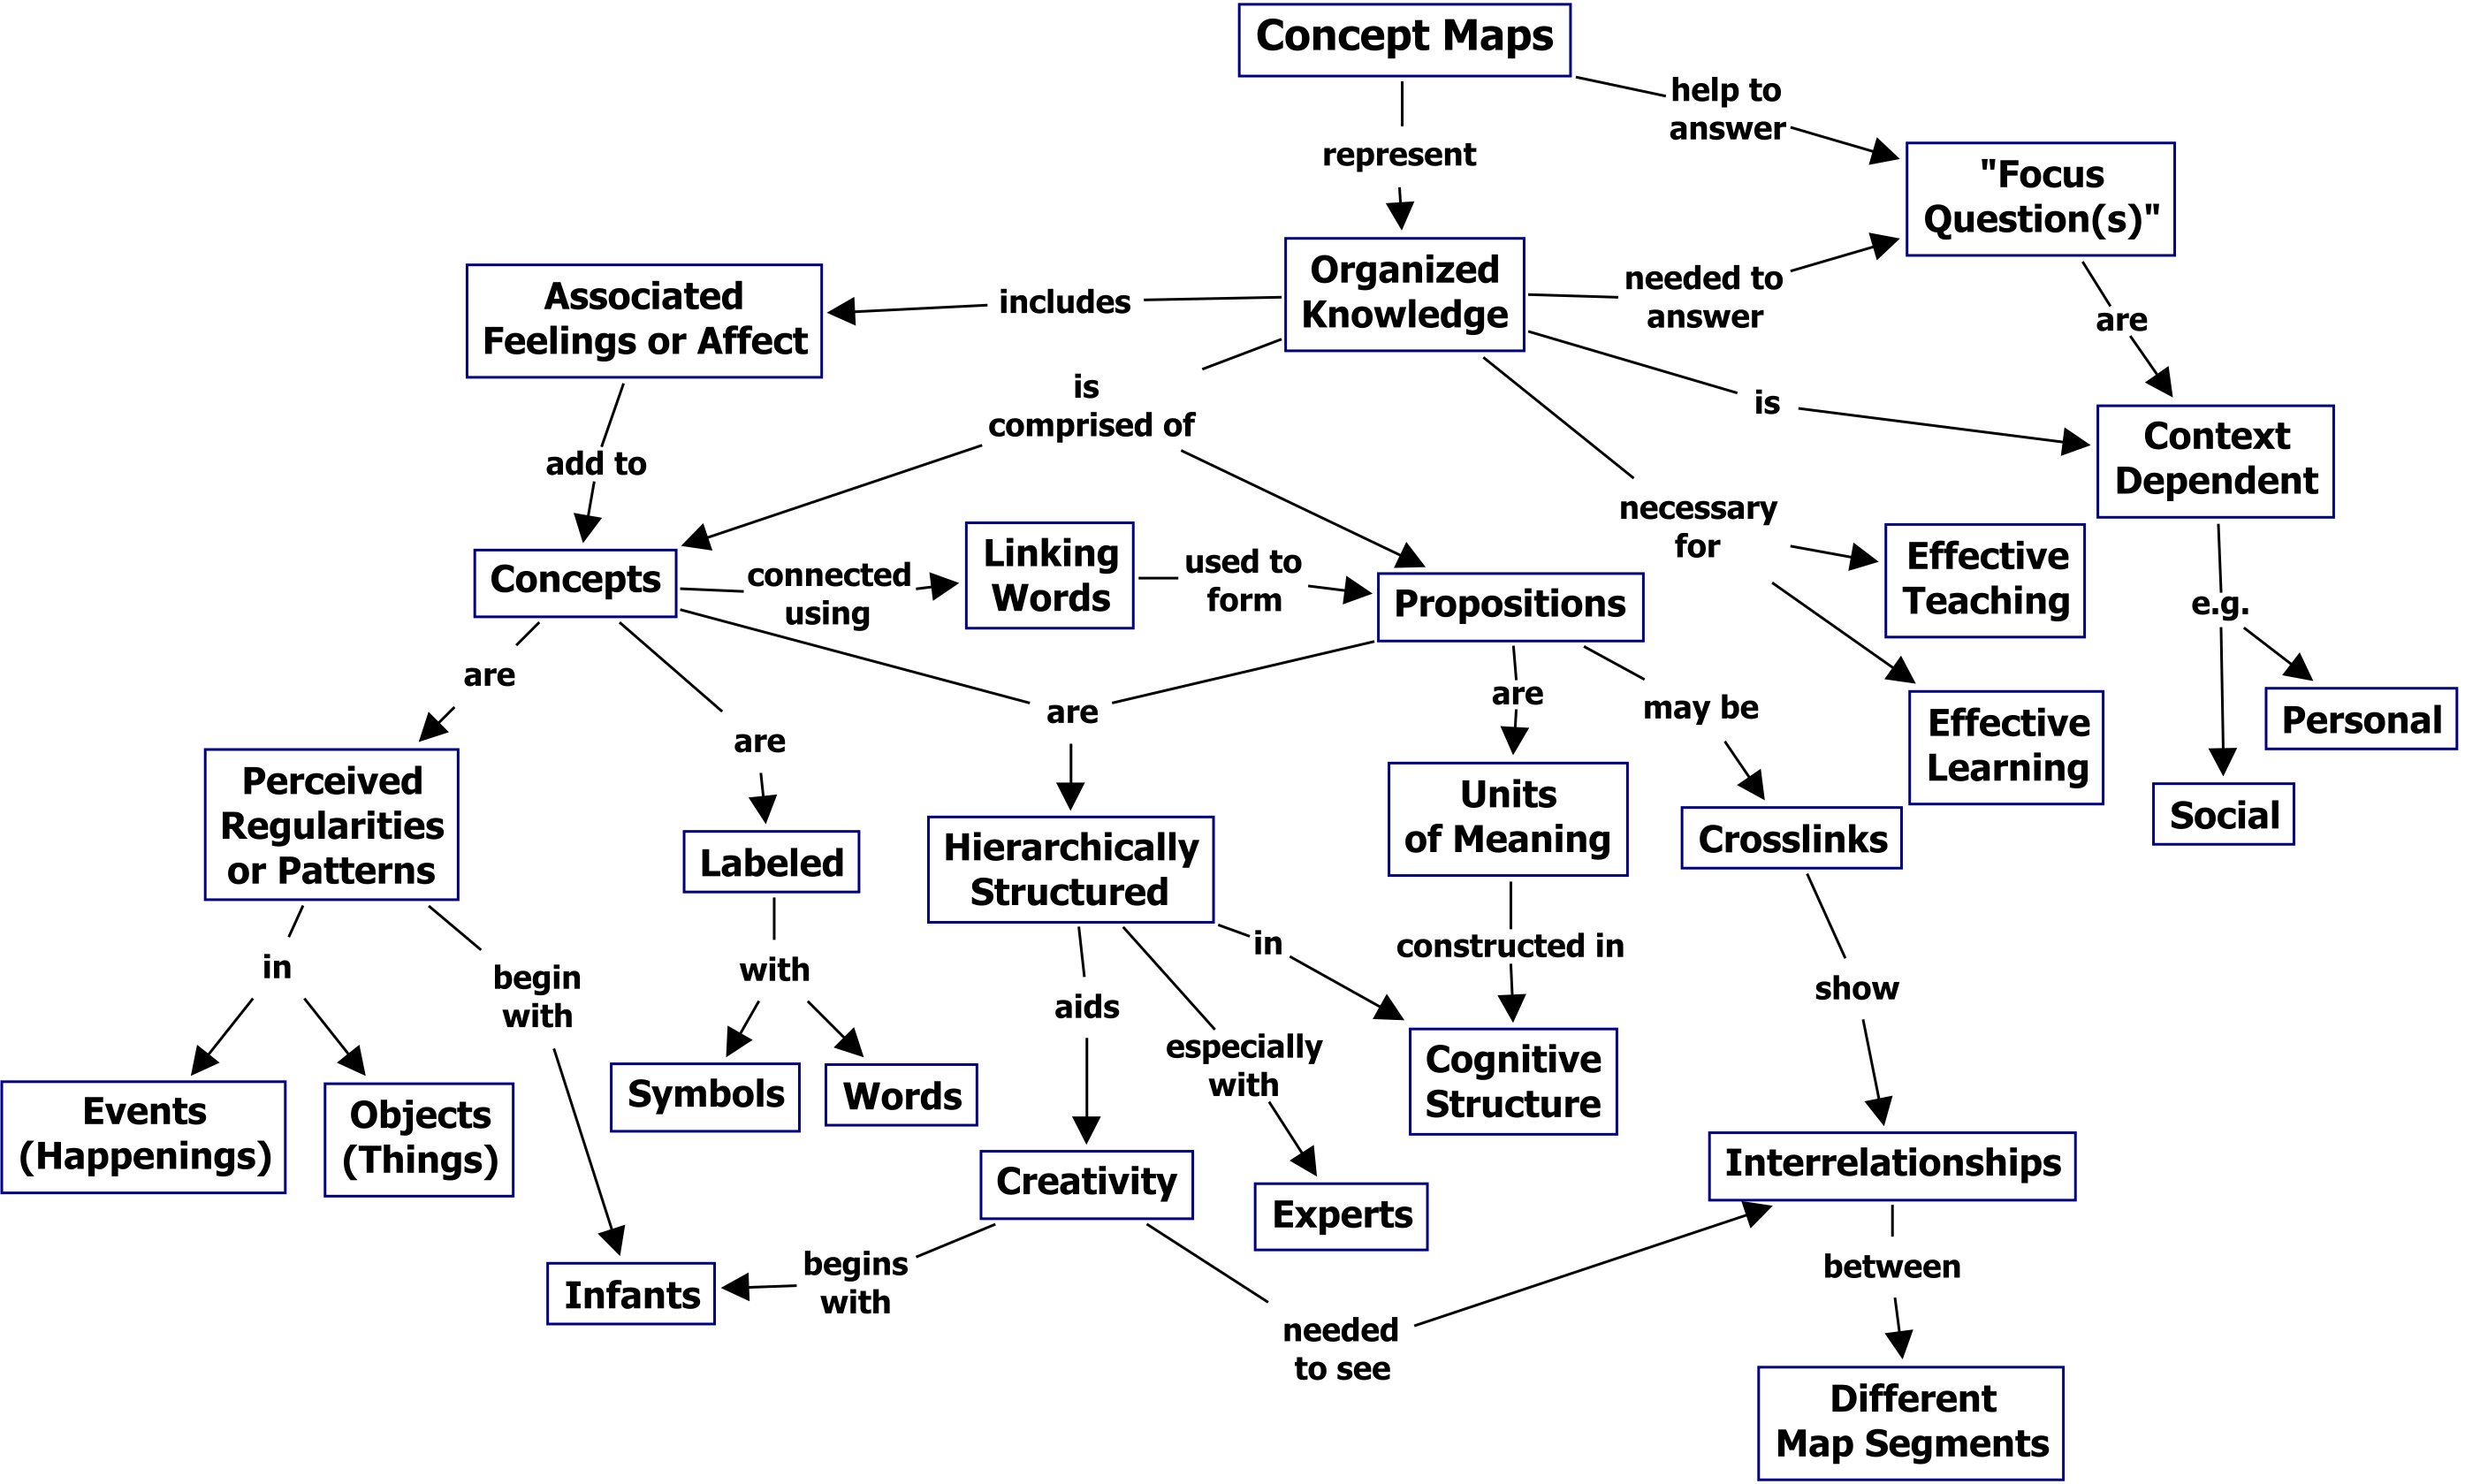 Concept Maps
help to
answer
represent
"Focus
Question(s)"
Organized
Knowledge
needed to
answer
Associated
Feelings or Affect
includes
are
is
comprised of
is
Context
Dependent
add to
necessary
for
Concepts
connected
using
Linking
Words
used to
form
Propositions
Effective
Teaching
e.g.
are
are
are
are
may be
Effective
Learning
Personal
Social
Perceived
Regularities
or Patterns
Labeled
Hierarchically
Structured
Units
of Meaning
Crosslinks
in
begin
with
with
aids
especially
with
in
constructed in
show
Events
(Happenings)
Objects
(Things)
Symbols
Words
Cognitive
Structure
Creativity
Experts
Interrelationships
Infants
begins
with
needed
to see
between
Different
Map Segments